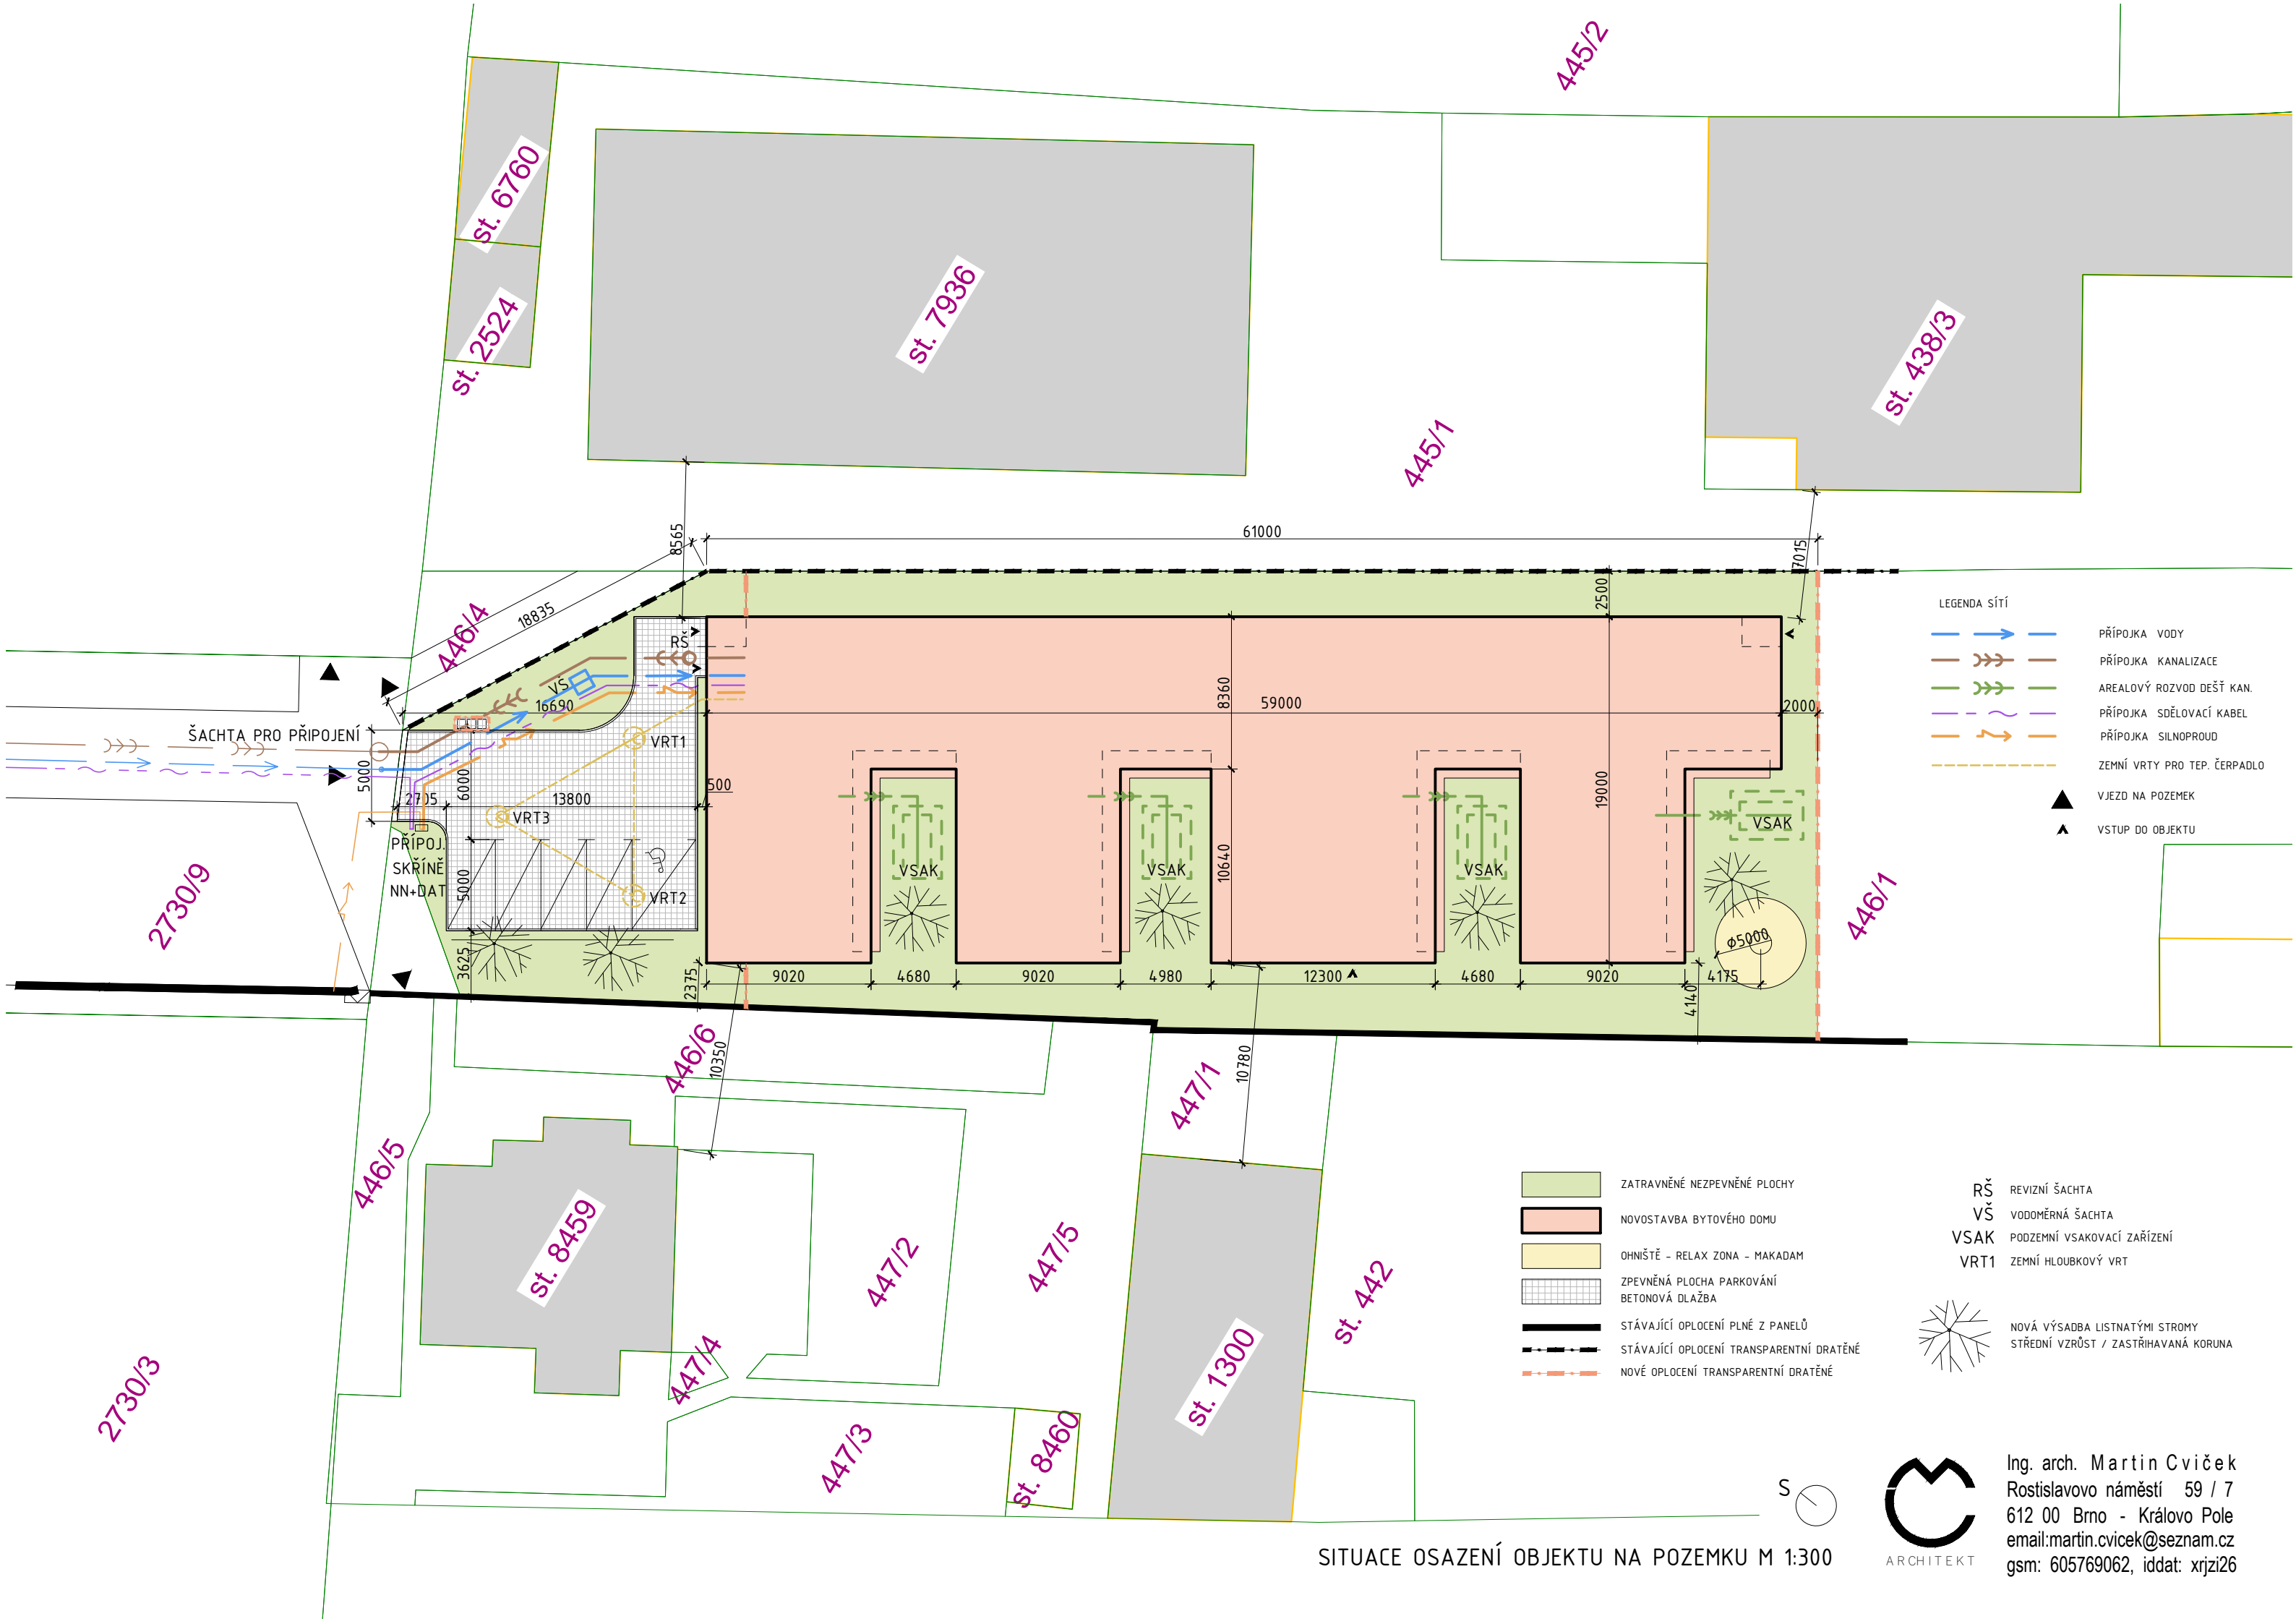 445/2
st. 6760
st. 2524
st. 7936
st. 438/3
445/1
8565
61000
7015
2500
18835
446/4
RŠ
VŠ
16690
8360
59000
2000
ŠACHTA PRO PŘIPOJENÍ
VRT1
5000
6000
2705
13800
500
19000
VRT3
PŘÍPOJ.
SKŘÍNĚ
NN+DAT
5000
VRT2
10640
VSAK
VSAK
VSAK
VSAK
ø5000
3625
2375
9020
4680
9020
4980
12300
4680
9020
4175
4140
2730/9
446/1
446/6
10350
10780
447/1
446/5
st. 8459
447/2
447/5
st. 442
447/4
st. 1300
2730/3
447/3
st. 8460
LEGENDA SÍTÍ
PŘÍPOJKA VODY
PŘÍPOJKA KANALIZACE
AREALOVÝ ROZVOD DEŠŤ KAN.
PŘÍPOJKA SDĚLOVACÍ KABEL
PŘÍPOJKA SILNOPROUD
ZEMNÍ VRTY PRO TEP. ČERPADLO
VJEZD NA POZEMEK
VSTUP DO OBJEKTU
ZATRAVNĚNÉ NEZPEVNĚNÉ PLOCHY
NOVOSTAVBA BYTOVÉHO DOMU
OHNIŠTĚ - RELAX ZONA - MAKADAM
ZPEVNĚNÁ PLOCHA PARKOVÁNÍ
BETONOVÁ DLAŽBA
STÁVAJÍCÍ OPLOCENÍ PLNÉ Z PANELŮ
STÁVAJÍCÍ OPLOCENÍ TRANSPARENTNÍ DRATĚNÉ
NOVÉ OPLOCENÍ TRANSPARENTNÍ DRATĚNÉ
RŠ REVIZNÍ ŠACHTA
VŠ VODOMĚRNÁ ŠACHTA
VSAK PODZEMNÍ VSAKOVACÍ ZAŘÍZENÍ
VRT1 ZEMNÍ HLOUBKOVÝ VRT
NOVÁ VÝSADBA LISTNATÝMI STROMY
STŘEDNÍ VZRŮST / ZASTŘIHAVANÁ KORUNA
S
SITUACE OSAZENÍ OBJEKTU NA POZEMKU M 1:300
ARCHITEKT
Ing. arch. Martin Cviček
Rostislavovo náměstí 59 / 7
612 00 Brno - Královo Pole
email:martin.cvicek@seznam.cz
gsm: 605769062, iddat: xrjzi26